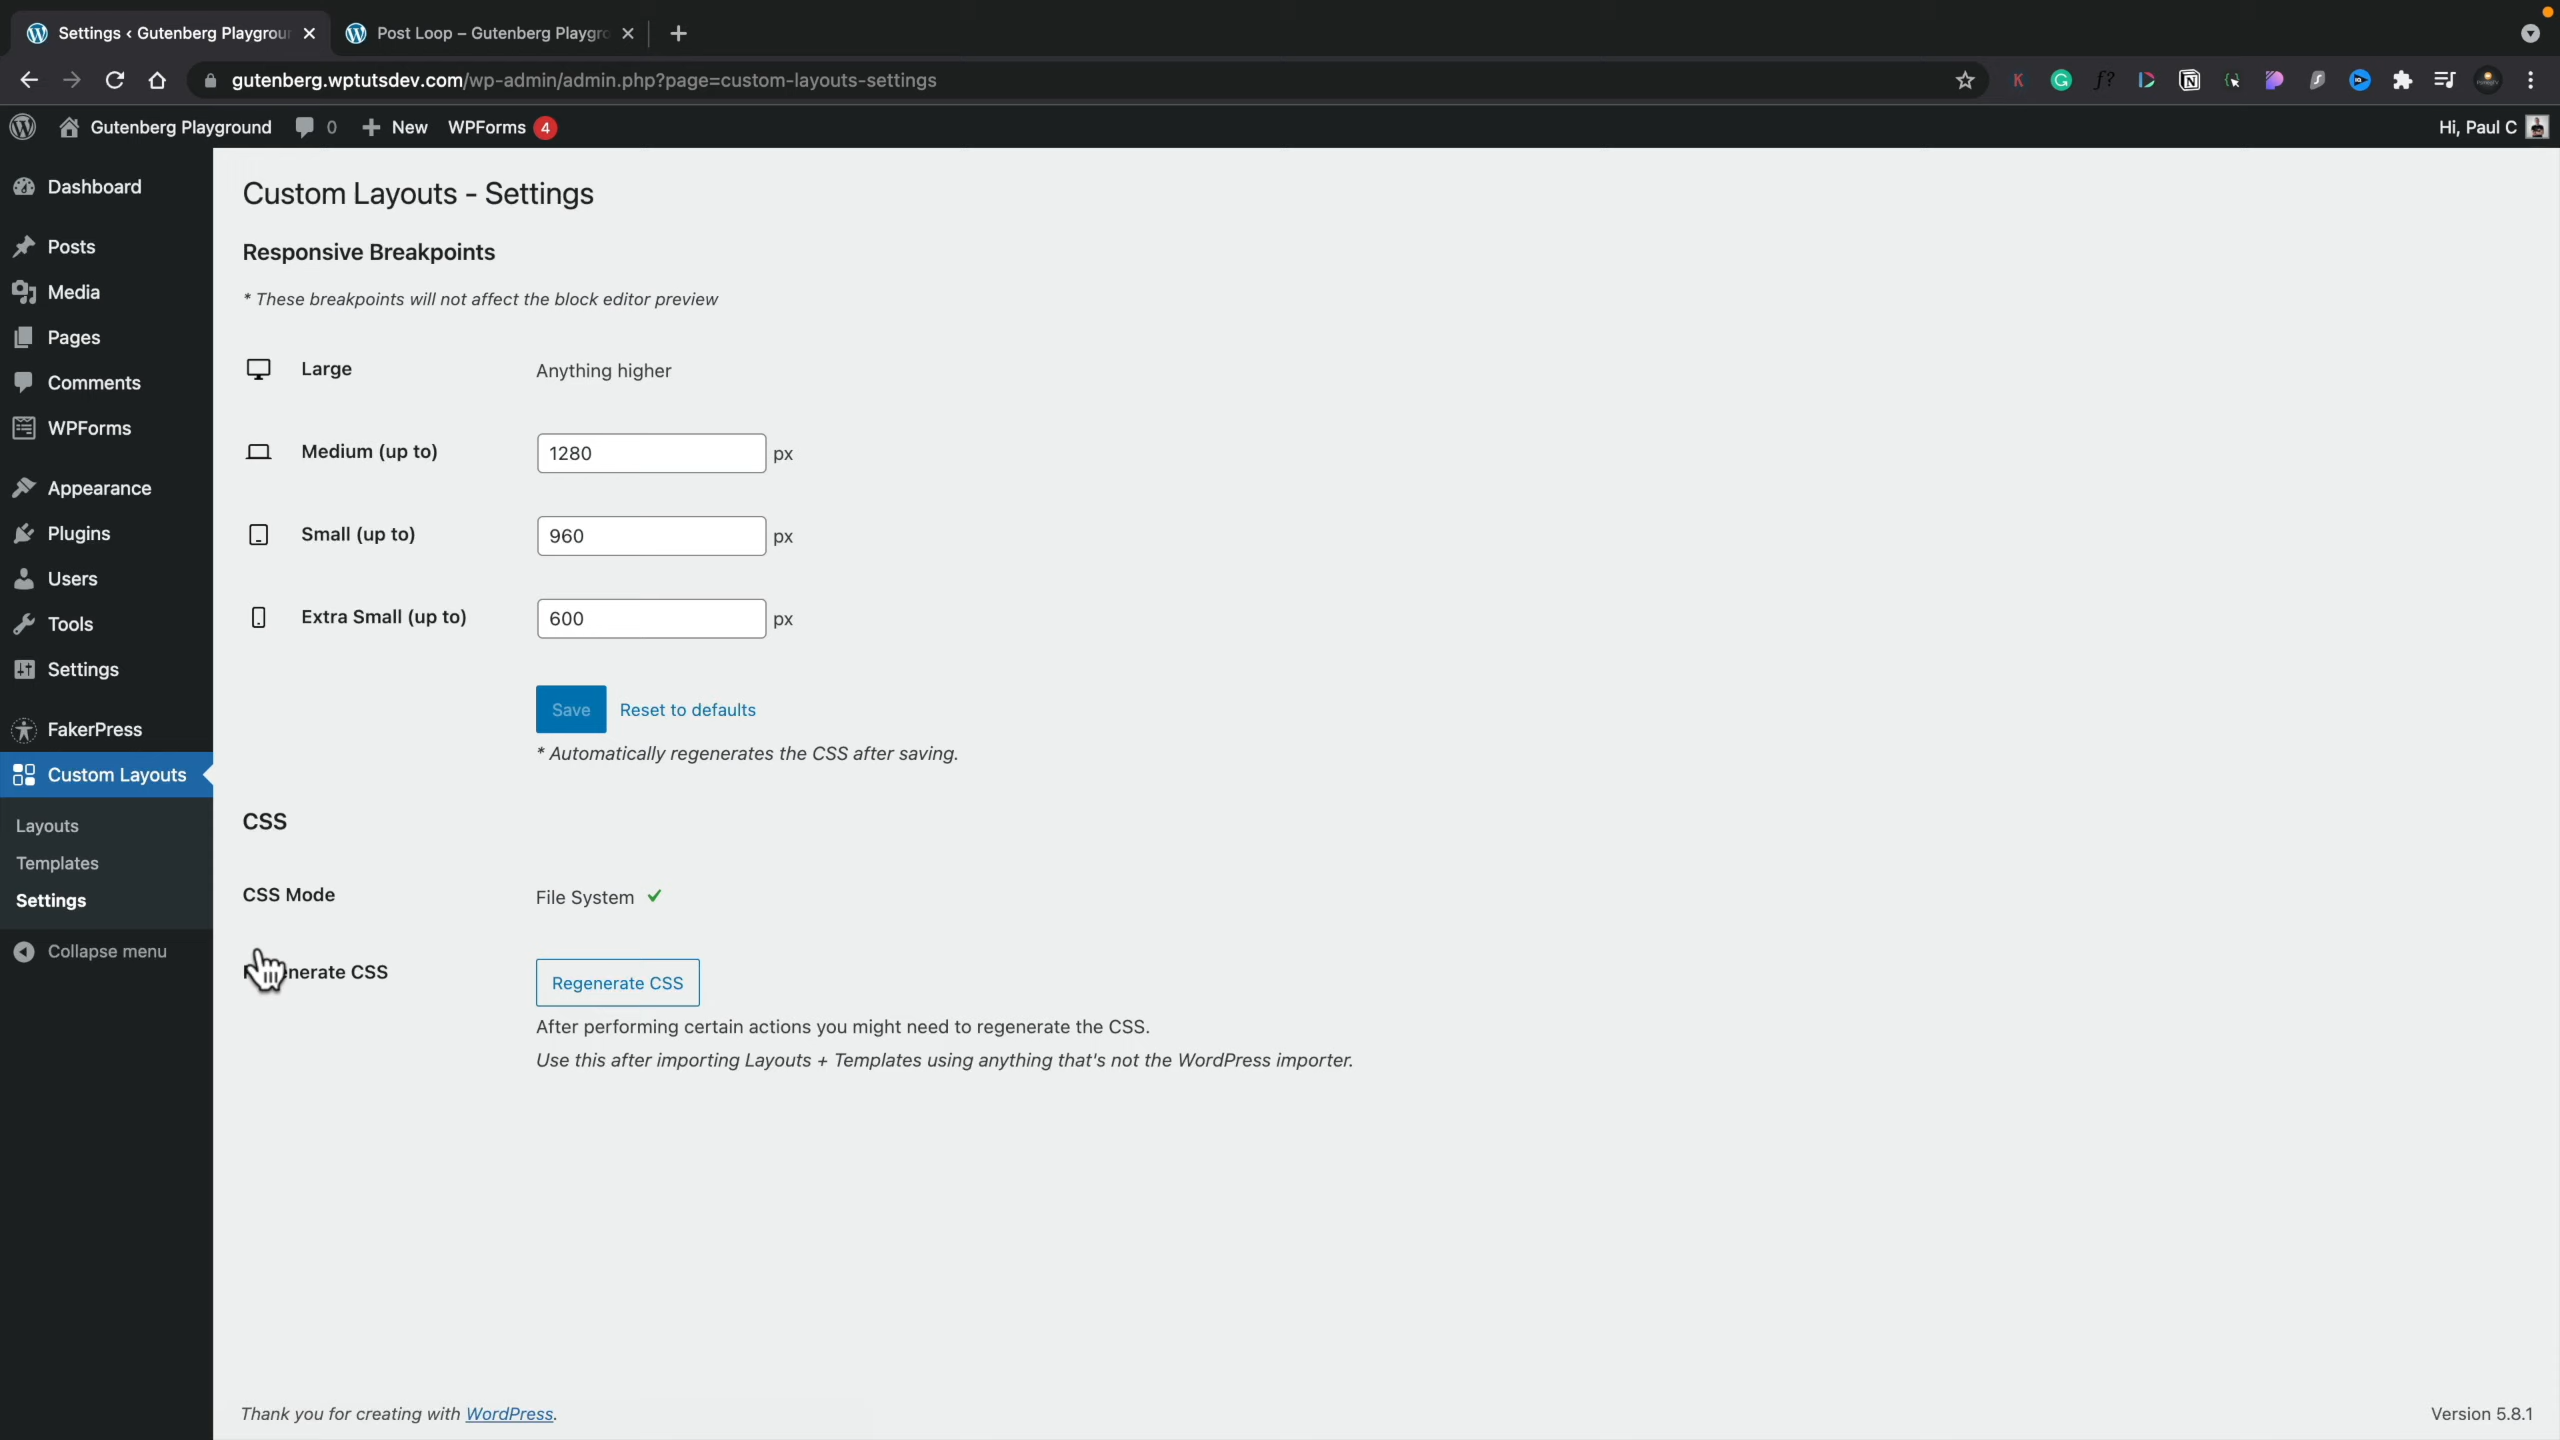 Settings ‹ Gutenberg Playgroun
Post Loop – Gutenberg Playgro
gutenberg.wptutsdev.com/wp-admin/admin.php?page=custom-layouts-settings
Gutenberg Playground
0
New
WPForms 4
Hi, Paul C
Dashboard
Posts
Media
Pages
Comments
WPForms
Appearance
Plugins
Users
Tools
Settings
FakerPress
Custom Layouts
Layouts
Templates
Settings
Collapse menu
Custom Layouts - Settings
Responsive Breakpoints
* These breakpoints will not affect the block editor preview
Large Anything higher
Medium (up to) 1280 px
Small (up to) 960 px
Extra Small (up to) 600 px
Save Reset to defaults
* Automatically regenerates the CSS after saving.
CSS
CSS Mode File System
CSS Regenerate CSS
After performing certain actions you might need to regenerate the CSS.
Use this after importing Layouts + Templates using anything that's not the WordPress importer.
Thank you for creating with WordPress.
Version 5.8.1